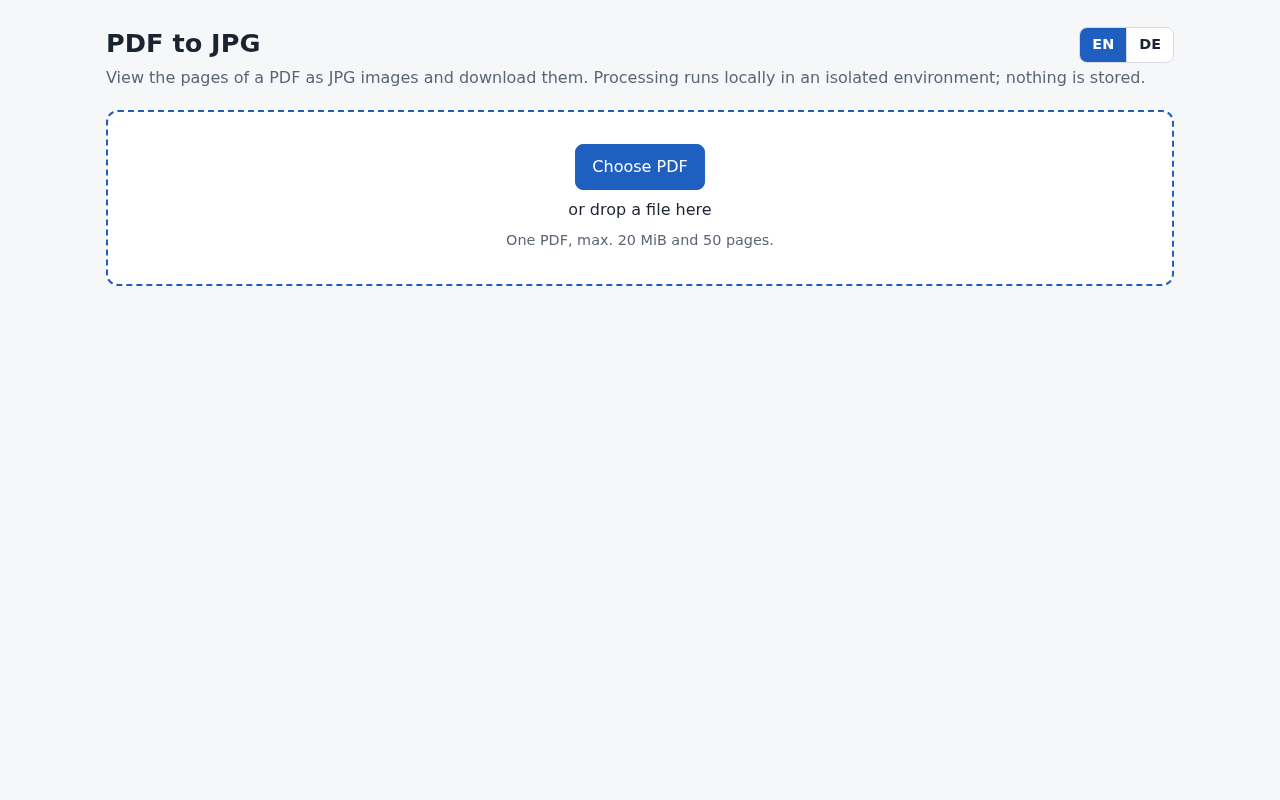 PDF to JPG
EN DE
View the pages of a PDF as JPG images and download them. Processing runs locally in an isolated environment; nothing is stored.
Choose PDF
or drop a file here
One PDF, max. 20 MiB and 50 pages.